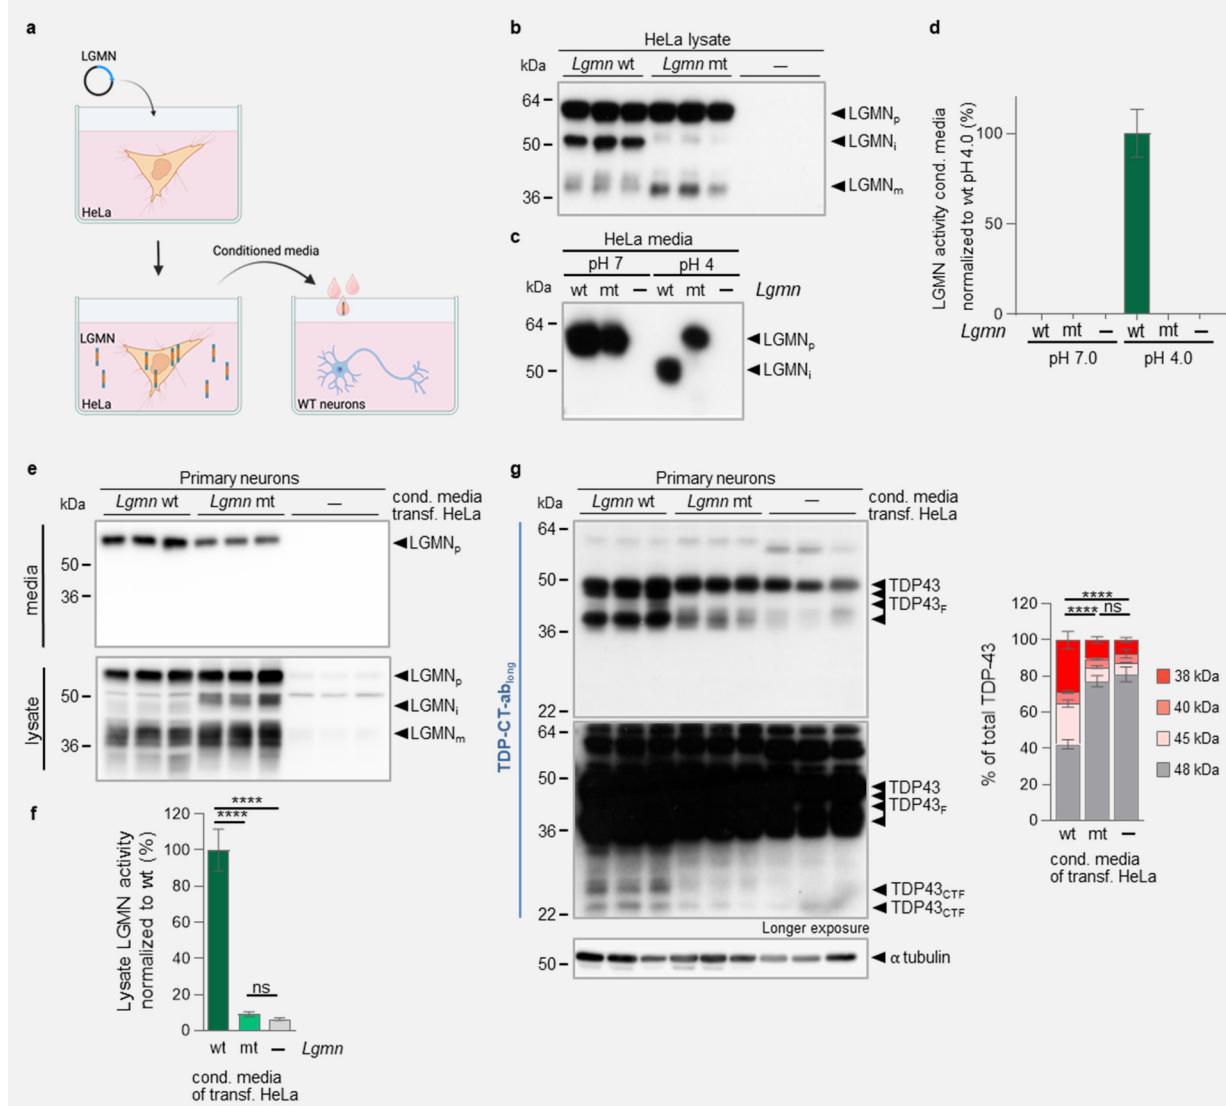 a
LGMN
HeLa
Conditioned media
LGMN
HeLa
WT neurons
b
HeLa lysate
kDa
Lgmn wt
Lgmn mt
—
64
50
36
LGMNp
LGMNi
LGMNm
c
HeLa media
pH 7
pH 4
kDa
wt
mt
—
wt
mt
—
Lgmn
64
50
LGMNp
LGMNi
d
LGMN activity cond. media
normalized to wt pH 4.0 (%)
100
50
0
Lgmn
wt
mt
—
wt
mt
—
pH 7.0
pH 4.0
e
Primary neurons
kDa
Lgmn wt
Lgmn mt
—
cond. media
transf. HeLa
media
50
36
LGMNp
lysate
50
36
LGMNp
LGMNi
LGMNm
f
Lysate LGMN activity
normalized to wt (%)
120
100
80
60
40
20
0
****
****
ns
wt
mt
—
Lgmn
cond. media
of transf. HeLa
g
Primary neurons
kDa
Lgmn wt
Lgmn mt
—
cond. media
transf. HeLa
TDP-CT-ablong
64
50
36
22
TDP43
TDP43F
64
50
36
22
TDP43
TDP43F
TDP43CTF
TDP43CTF
Longer exposure
50
α tubulin
% of total TDP-43
120
100
80
60
40
20
0
****
****
ns
wt
mt
—
cond. media
of transf. HeLa
38 kDa
40 kDa
45 kDa
48 kDa